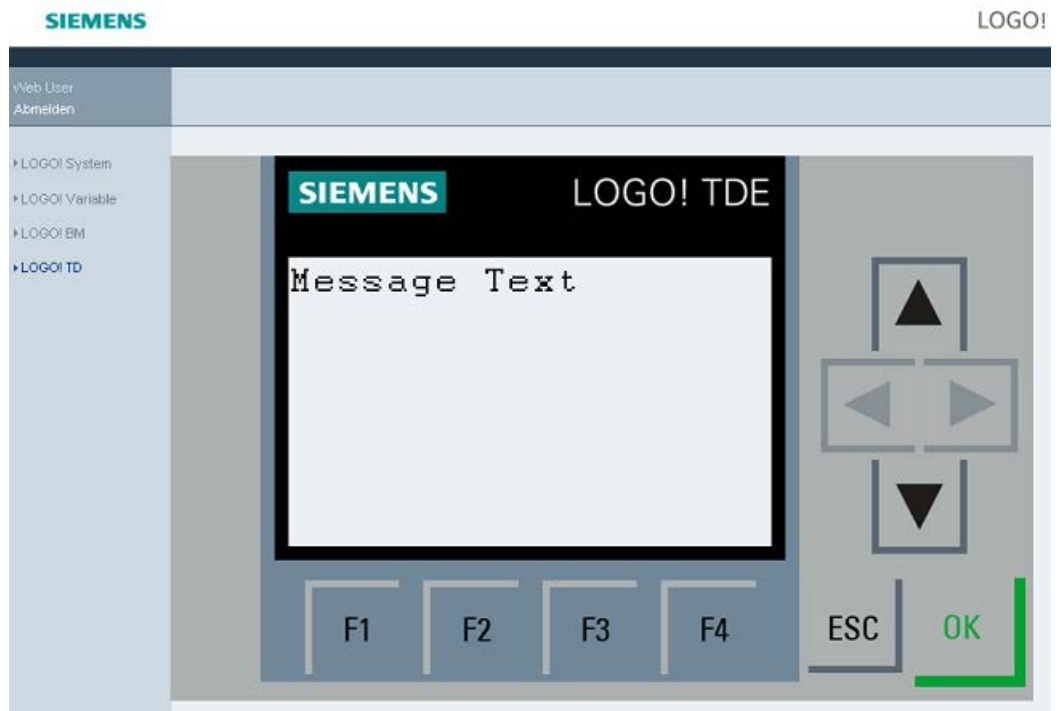 SIEMENS LOGO!
Web User
Abmelden
LOGO! System
LOGO! Variable
LOGO! BM
LOGO! TD
SIEMENS LOGO! TDE
Message Text
F1 F2 F3 F4 ESC OK